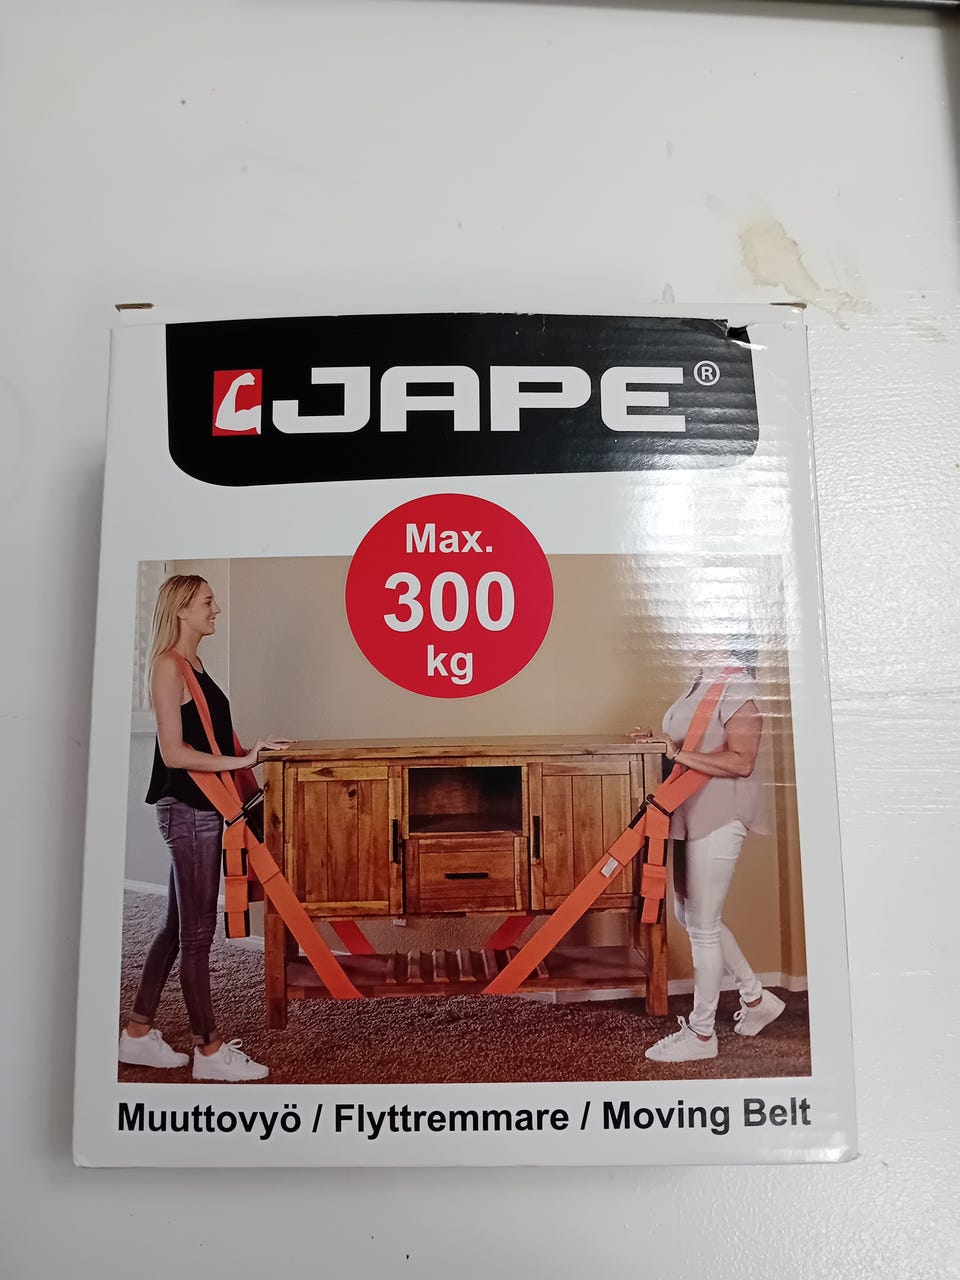 JAPE®
Max.
300
kg
Muuttovyö / Flyttremmare / Moving Belt